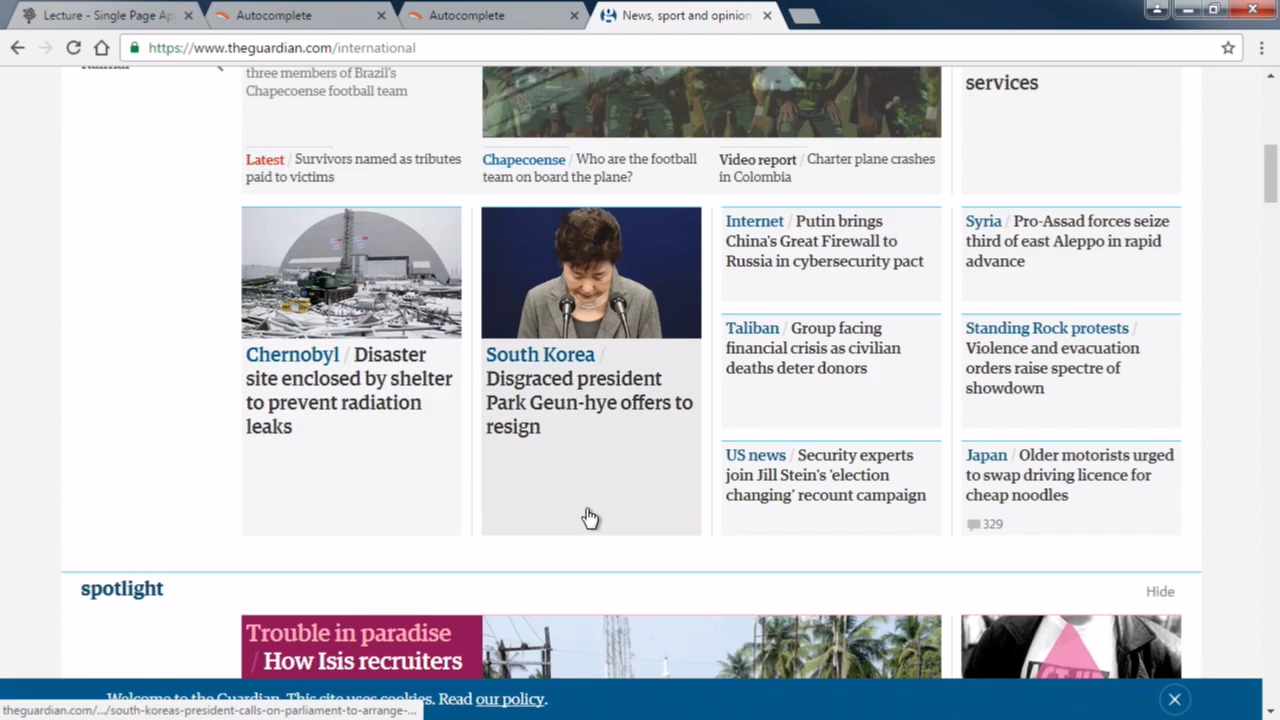 Lecture - Single Page Ap
Autocomplete
Autocomplete
News, sport and opinion
https://www.theguardian.com/international
three members of Brazil's
Chapecoense football team
services
Latest / Survivors named as tributes
paid to victims
Chapecoense / Who are the football
team on board the plane?
Video report / Charter plane crashes
in Colombia
Chernobyl / Disaster
site enclosed by shelter
to prevent radiation
leaks
South Korea /
Disgraced president
Park Geun-hye offers to
resign
Internet / Putin brings
China's Great Firewall to
Russia in cybersecurity pact
Syria / Pro-Assad forces seize
third of east Aleppo in rapid
advance
Taliban / Group facing
financial crisis as civilian
deaths deter donors
Standing Rock protests /
Violence and evacuation
orders raise spectre of
showdown
US news / Security experts
join Jill Stein's 'election
changing' recount campaign
Japan / Older motorists urged
to swap driving licence for
cheap noodles
329
spotlight
Hide
Trouble in paradise
/ How Isis recruiters
Welcome to the Guardian. This site uses cookies. Read our policy.
theguardian.com/.../south-koreas-president-calls-on-parliament-to-arrange-...